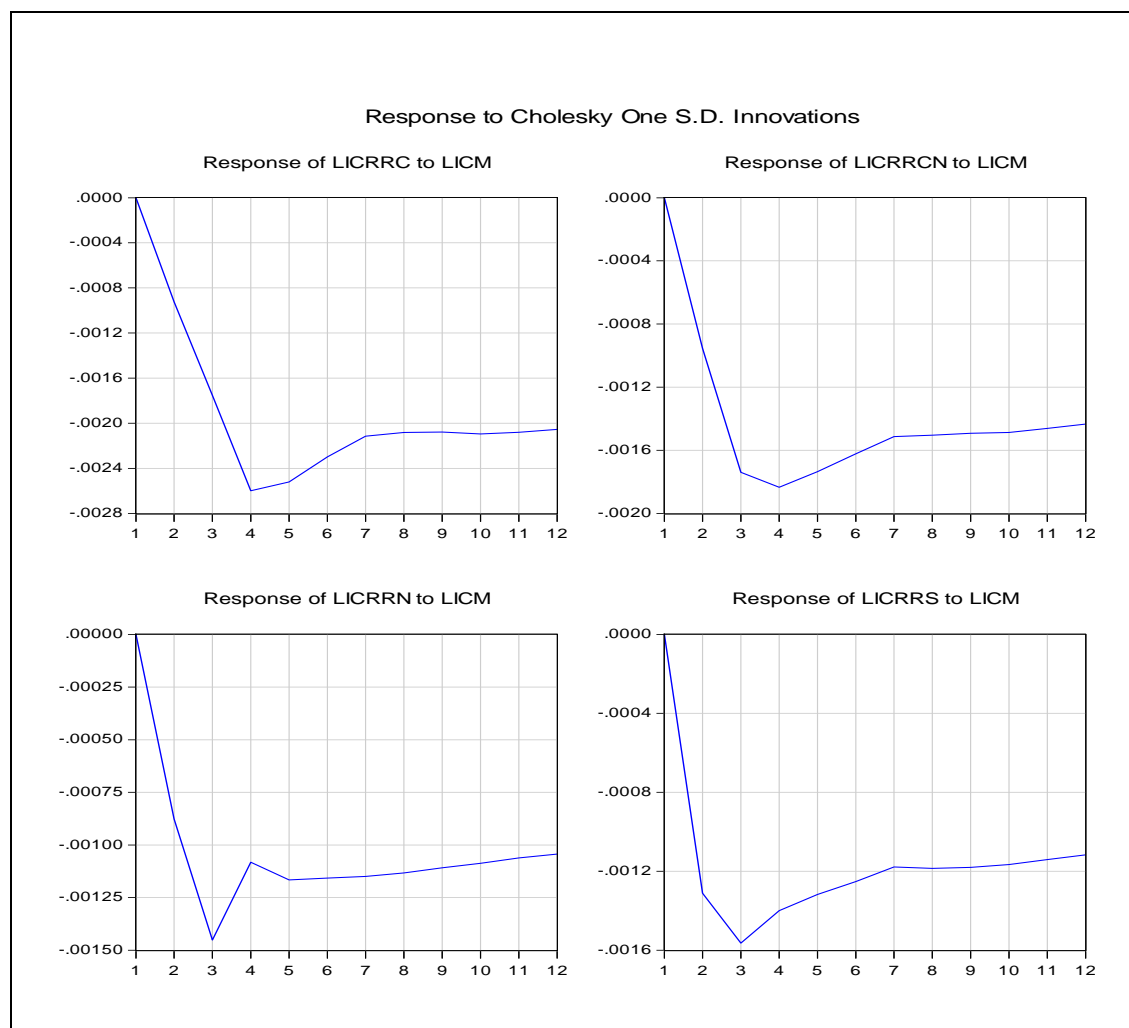 Response to Cholesky One S.D. Innovations
Response of LICRRC to LICM
.0000
-.0004
-.0008
-.0012
-.0016
-.0020
-.0024
-.0028
1 2 3 4 5 6 7 8 9 10 11 12
Response of LICRRCN to LICM
.0000
-.0004
-.0008
-.0012
-.0016
-.0020
1 2 3 4 5 6 7 8 9 10 11 12
Response of LICRRN to LICM
.00000
-.00025
-.00050
-.00075
-.00100
-.00125
-.00150
1 2 3 4 5 6 7 8 9 10 11 12
Response of LICRRS to LICM
.0000
-.0004
-.0008
-.0012
-.0016
1 2 3 4 5 6 7 8 9 10 11 12